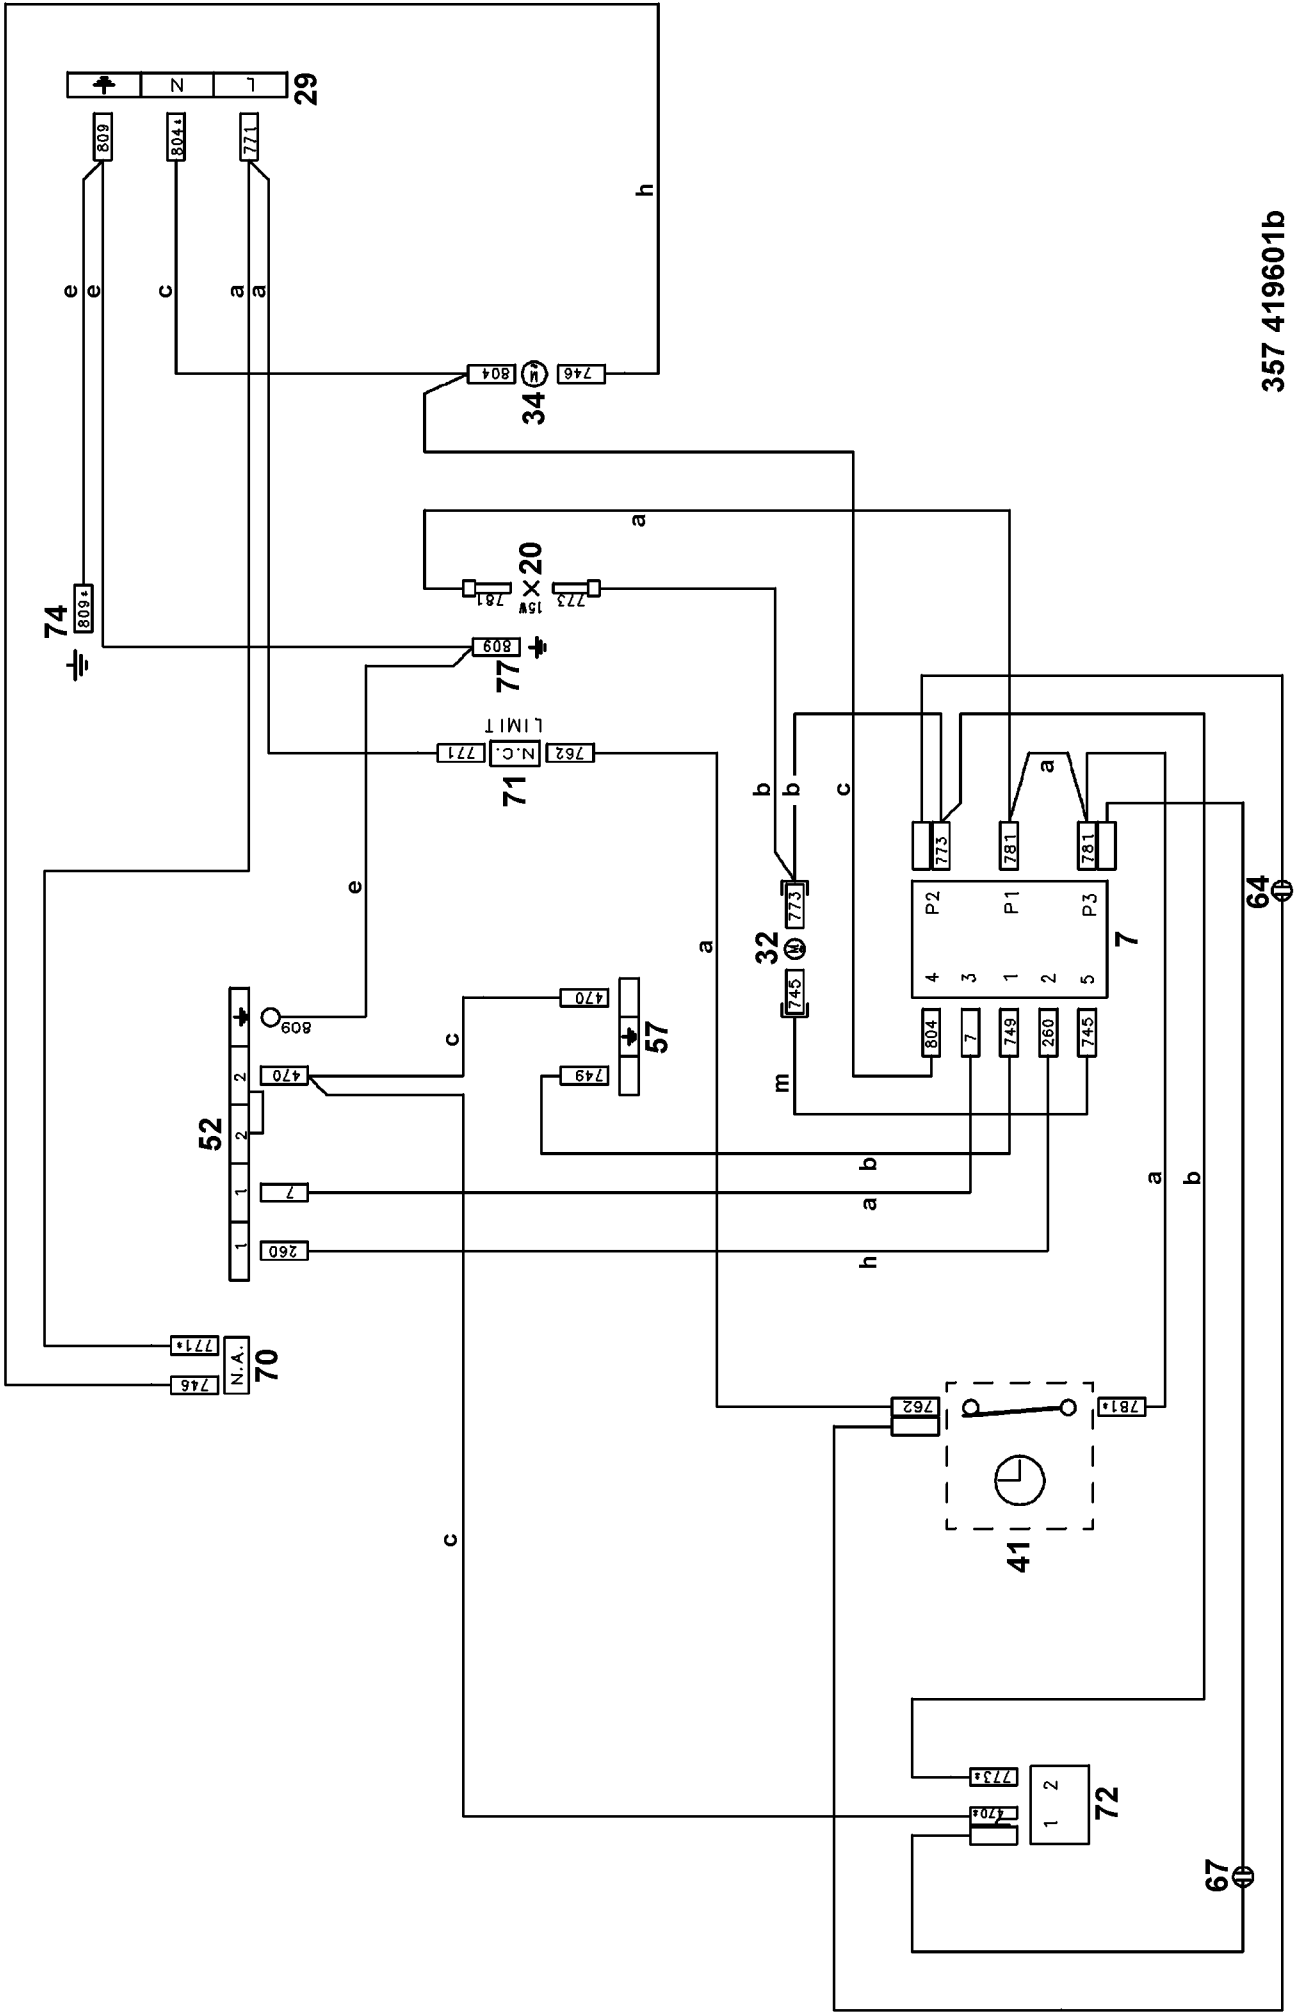 h
⏚ N L 29
809 804* 771
h
e e c a a
804 M 746
34
a
781 15W 773
20
809*
74
809
77
LIMIT
771 N.C. 762
71
b b c a
773 781 781
e
809
773
32
M
745
a
P2 P1 P3
4 3 1 2 5
7
64
804 7 749 260 745
c
470
749
57
52
2 2 1 1
470
7
260
m
b
a
h
a
b
771* 746
N.A.
70
762
781*
41
c
773*
470*
1 2
72
67
357 419601b